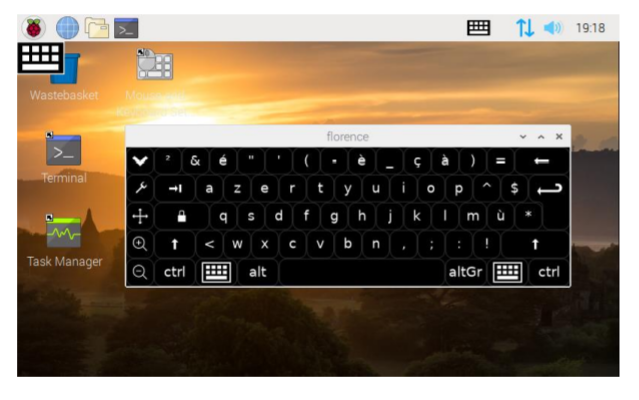 >_
19:18
Wastebasket
>_
Terminal
Task Manager
florence
² & é " ' ( - è _ ç à ) =
a z e r t y u i o p ^ $
q s d f g h j k l m ù *
< w x c v b n , ; : !
ctrl alt altGr ctrl